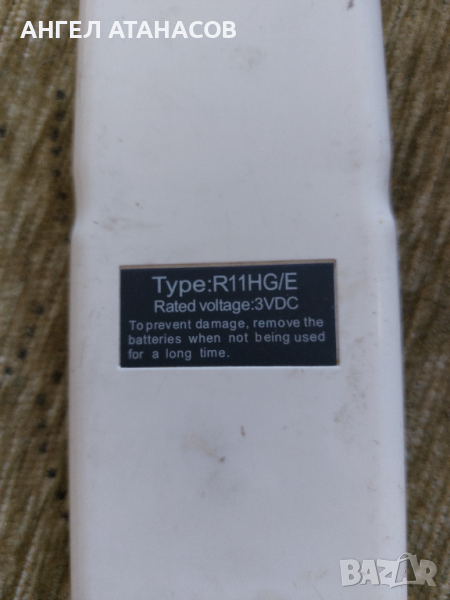 АНГЕЛ АТАНАСОВ
Type:R11HG/E
Rated voltage:3VDC
To prevent damage, remove the
batteries when not being used
for a long time.
BAZAR